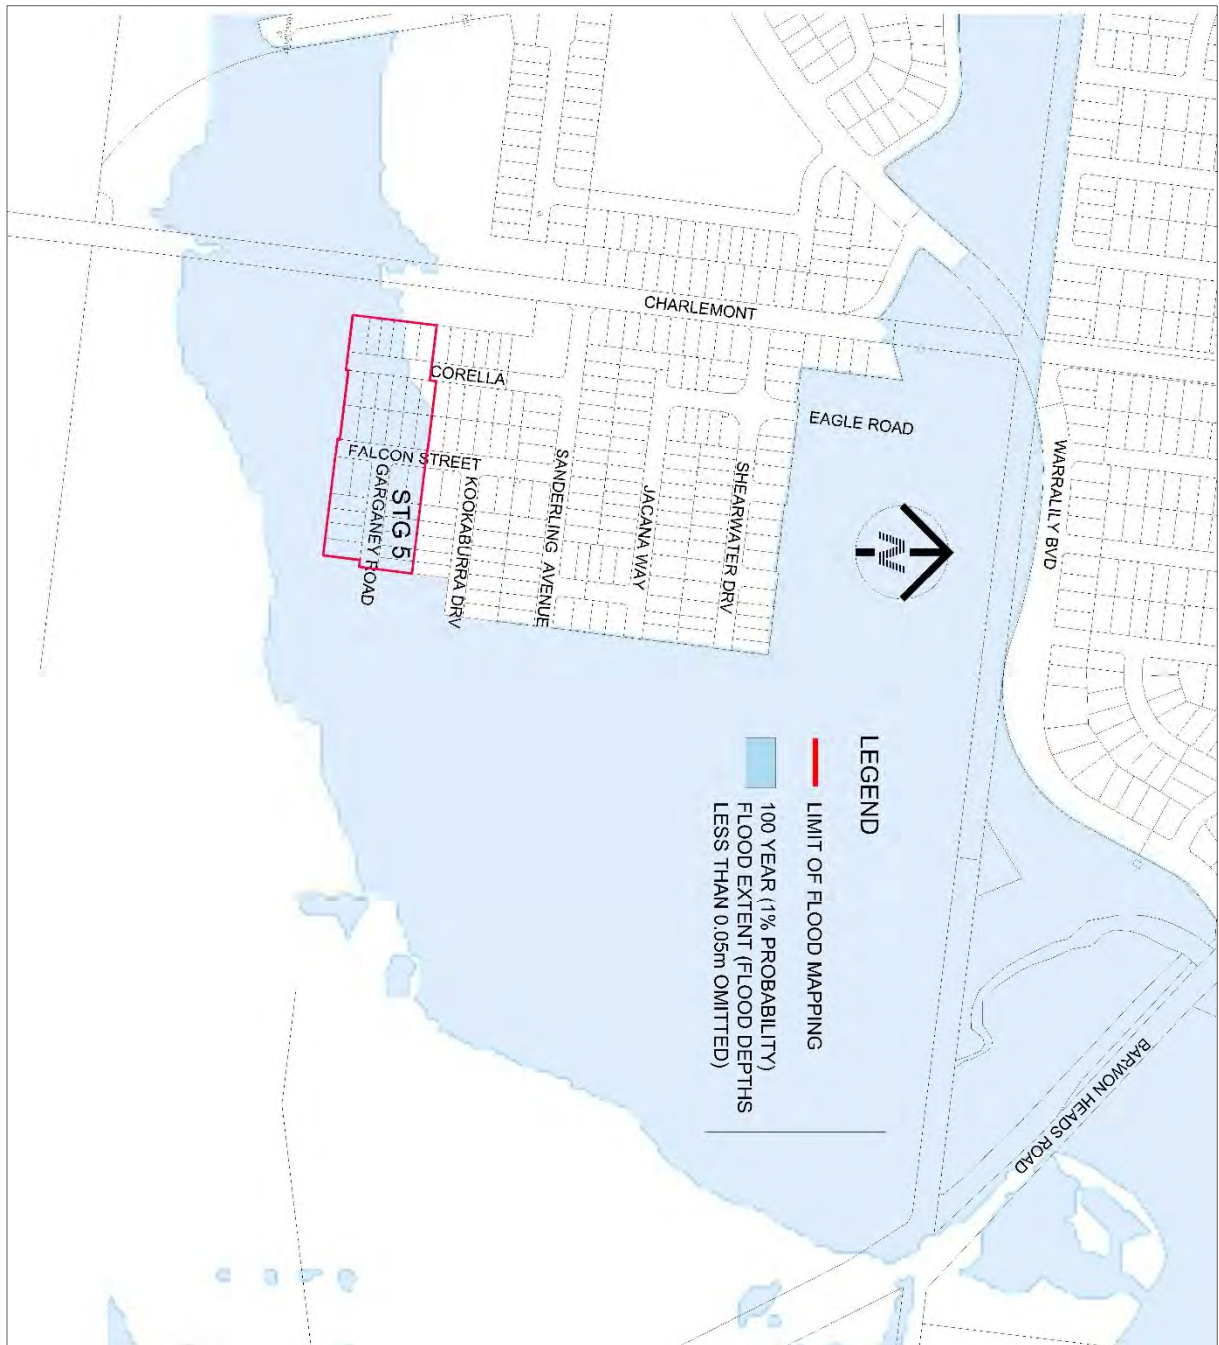 CHARLEMONT
CORELLA
EAGLE ROAD
FALCON STREET
GARGANEY ROAD
STG 5
KOOKABURRA DRV
SANDERLING AVENUE
JACANA WAY
SHEARWATER DRV
WARRALILY BVD
N
LEGEND
LIMIT OF FLOOD MAPPING
100 YEAR (1% PROBABILITY)
FLOOD EXTENT (FLOOD DEPTHS
LESS THAN 0.05m OMITTED)
BARWON HEADS ROAD